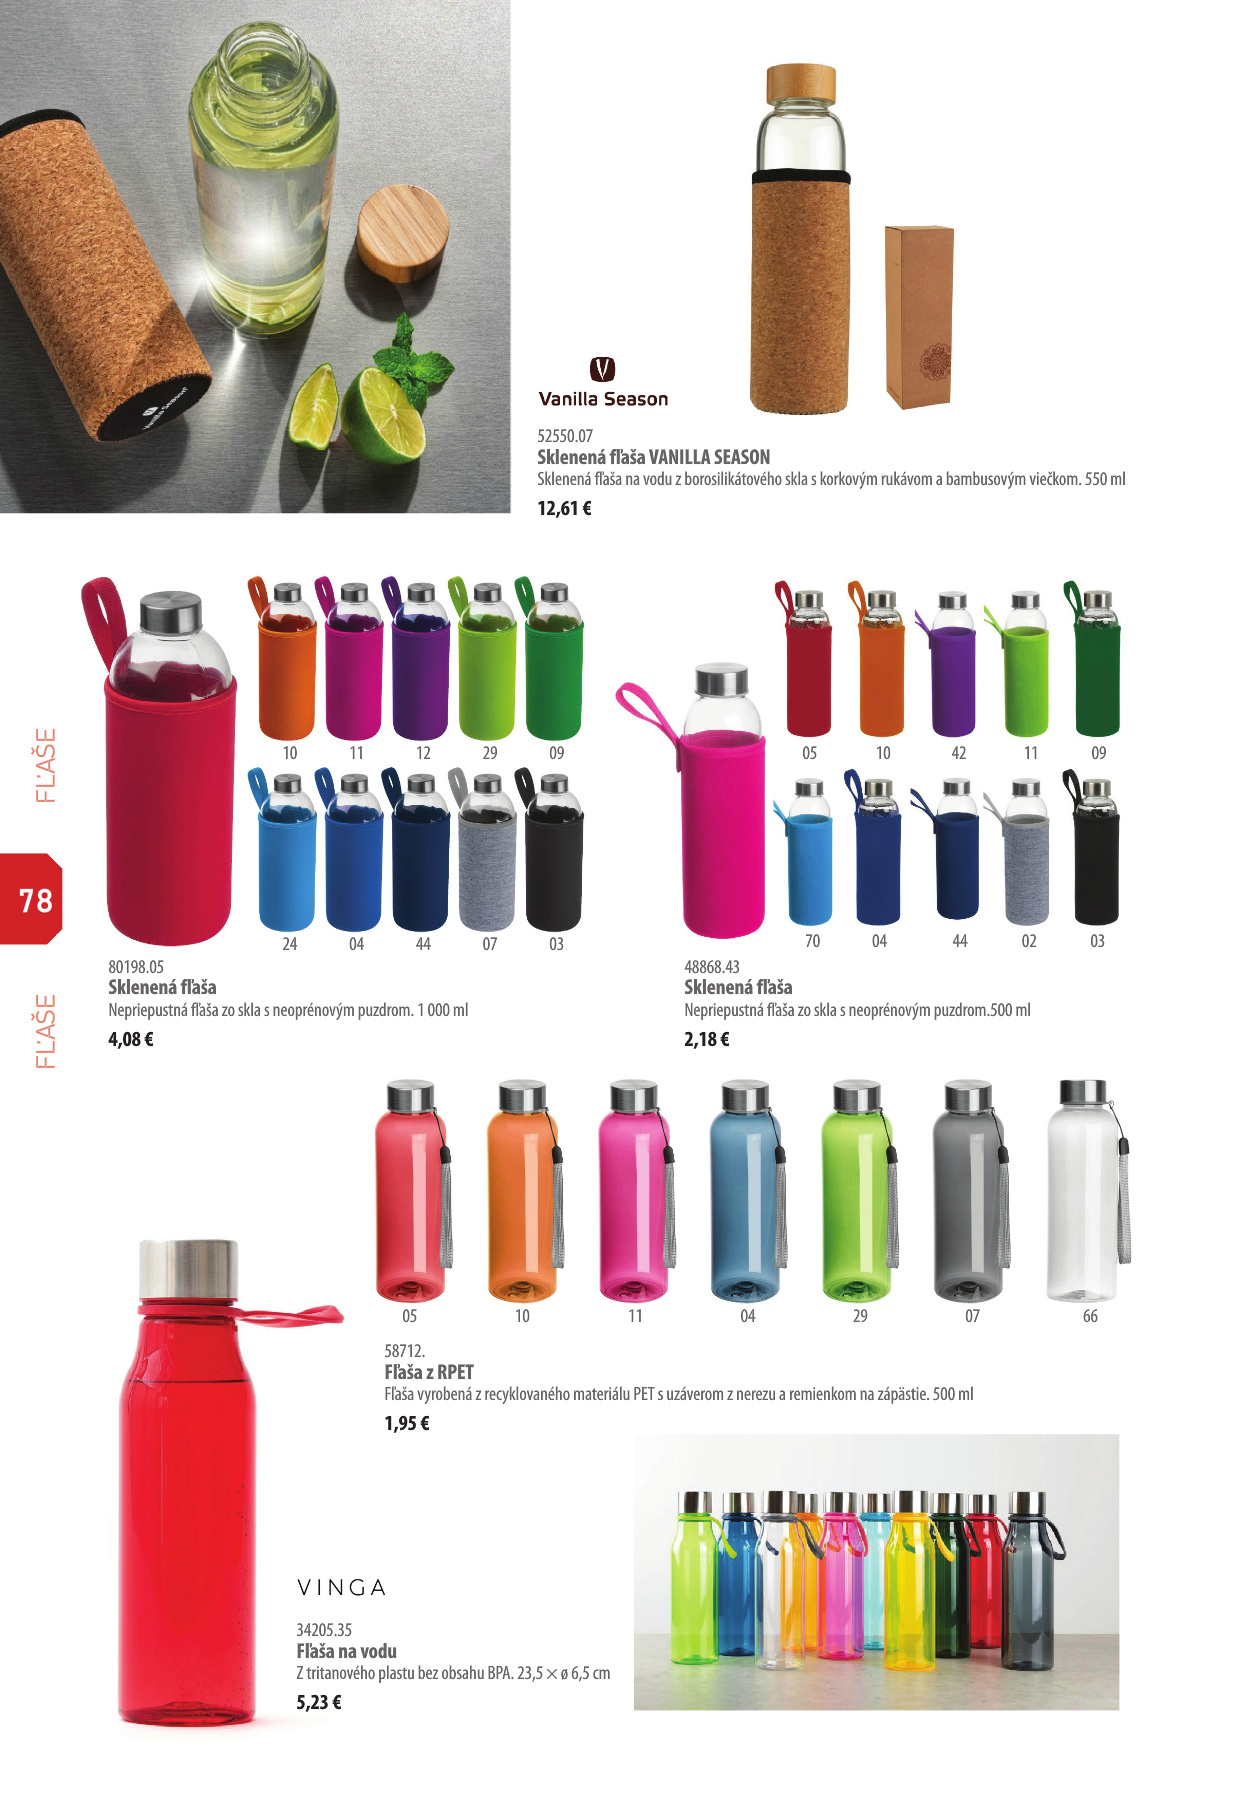 Vanilla Season
Vanilla Season
52550.07
Sklenená fľaša VANILLA SEASON
Sklenená fľaša na vodu z borosilikátového skla s korkovým rukávom a bambusovým viečkom. 550 ml
12,61 €
10 11 12 29 09
24 04 44 07 03
80198.05
Sklenená fľaša
Nepriepustná fľaša zo skla s neoprénovým puzdrom. 1 000 ml
4,08 €
05 10 42 11 09
70 04 44 02 03
48868.43
Sklenená fľaša
Nepriepustná fľaša zo skla s neoprénovým puzdrom.500 ml
2,18 €
FĽAŠE
78
FĽAŠE
05 10 11 04 29 07 66
58712.
Fľaša z RPET
Fľaša vyrobená z recyklovaného materiálu PET s uzáverom z nerezu a remienkom na zápästie. 500 ml
1,95 €
VINGA
34205.35
Fľaša na vodu
Z tritanového plastu bez obsahu BPA. 23,5 × ø 6,5 cm
5,23 €